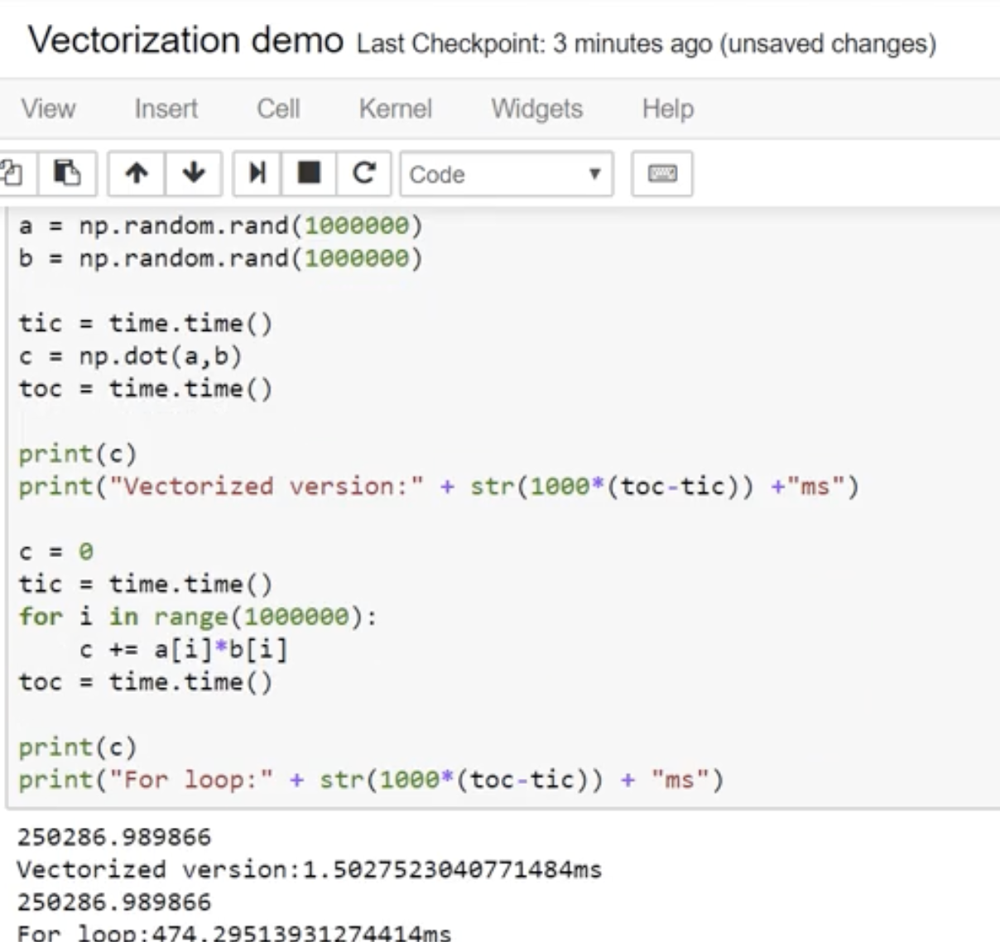 Vectorization demo Last Checkpoint: 3 minutes ago (unsaved changes)
View Insert Cell Kernel Widgets Help
Code
a = np.random.rand(1000000)
b = np.random.rand(1000000)
tic = time.time()
c = np.dot(a,b)
toc = time.time()
print(c)
print("Vectorized version:" + str(1000*(toc-tic)) +"ms")
c = 0
tic = time.time()
for i in range(1000000):
    c += a[i]*b[i]
toc = time.time()
print(c)
print("For loop:" + str(1000*(toc-tic)) + "ms")
250286.989866
Vectorized version:1.5027523040771484ms
250286.989866
For loop:474.29513931274414ms